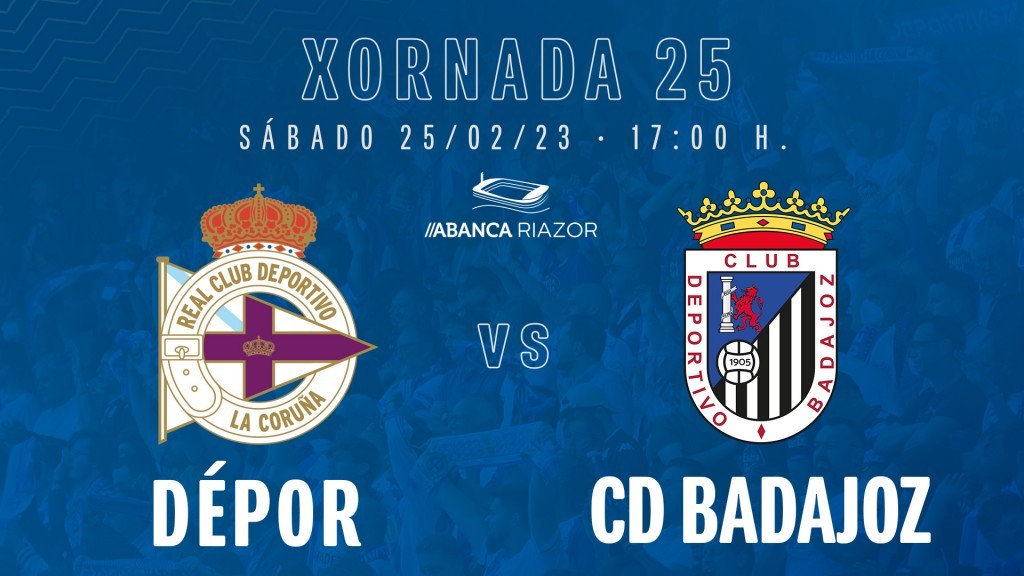 XORNADA 25
SÁBADO 25/02/23 · 17:00 H.
ABANCA RIAZOR
REAL CLUB DEPORTIVO
LA CORUÑA
VS
CLUB
DEPORTIVO
BADAJOZ
1905
DÉPOR
CD BADAJOZ